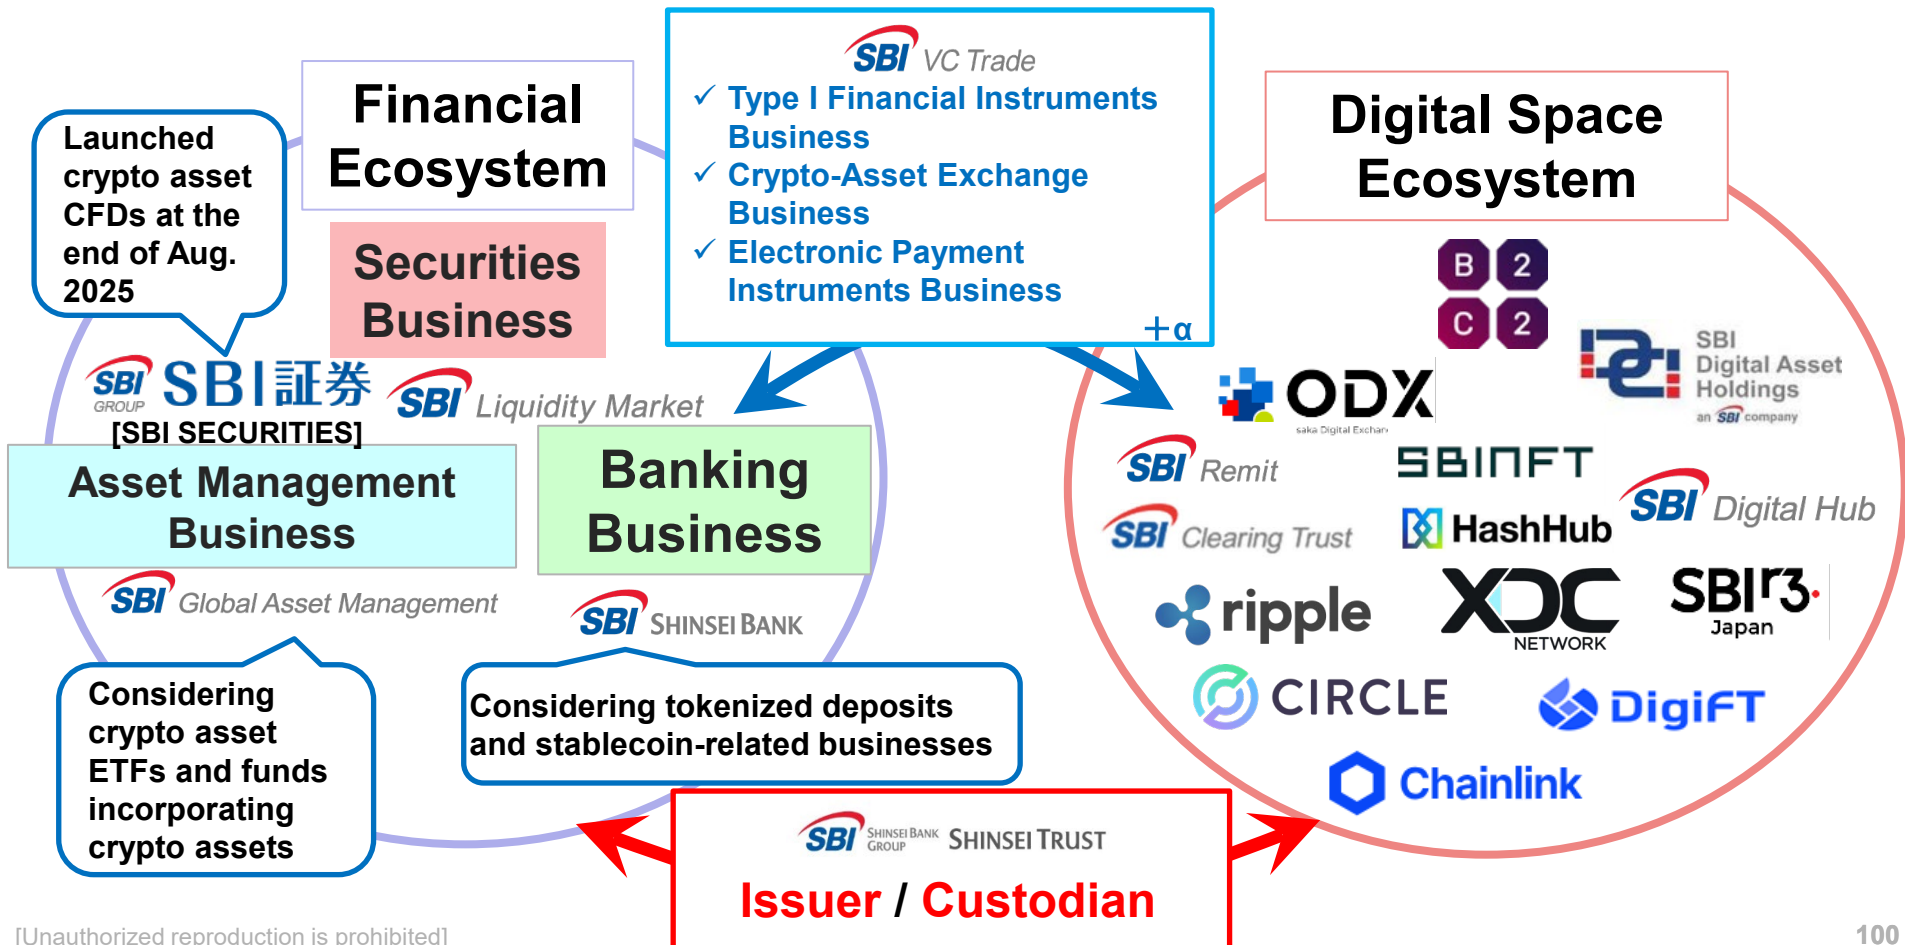 SBI VC Trade
✓ Type I Financial Instruments
Business
✓ Crypto-Asset Exchange
Business
✓ Electronic Payment
Instruments Business
+α
Financial
Ecosystem
Launched
crypto asset
CFDs at the
end of Aug.
2025
Securities
Business
SBI
GROUP
SBI証券
[SBI SECURITIES]
SBI Liquidity Market
Asset Management
Business
Banking
Business
SBI Global Asset Management
SBI SHINSEI BANK
Considering
crypto asset
ETFs and funds
incorporating
crypto assets
Considering tokenized deposits
and stablecoin-related businesses
Digital Space
Ecosystem
B 2
C 2
SBI
Digital Asset
Holdings
an SBI company
ODX
saka Digital Exchan
SBI Remit
SBINFT
SBI Digital Hub
SBI Clearing Trust
HashHub
ripple
XDC
NETWORK
SBI r3
Japan
CIRCLE
DigiFT
Chainlink
SBI SHINSEI BANK
GROUP
SHINSEI TRUST
Issuer / Custodian
[Unauthorized reproduction is prohibited]
100